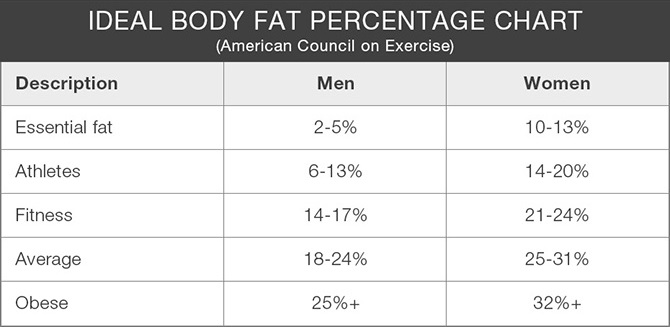 IDEAL BODY FAT PERCENTAGE CHART
(American Council on Exercise)
Description Men Women
Essential fat 2-5% 10-13%
Athletes 6-13% 14-20%
Fitness 14-17% 21-24%
Average 18-24% 25-31%
Obese 25%+ 32%+